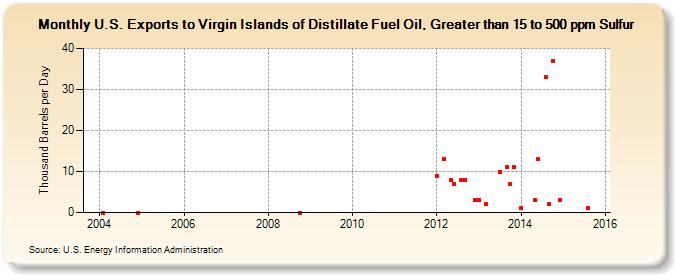 Monthly U.S. Exports to Virgin Islands of Distillate Fuel Oil, Greater than 15 to 500 ppm Sulfur
Thousand Barrels per Day
40
30
20
10
0
2004 2006 2008 2010 2012 2014 2016
Source: U.S. Energy Information Administration